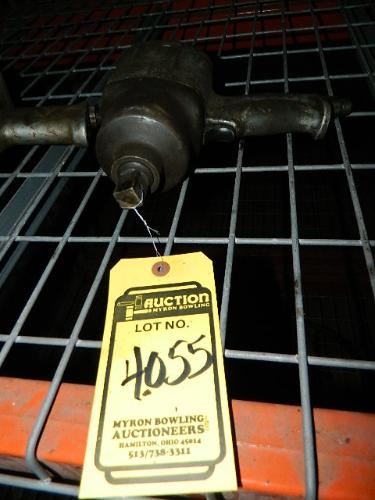 AUCTION
MYRON BOWLING
LOT NO.
4055
MYRON BOWLING
AUCTIONEERS
HAMILTON, OHIO 45014
513/738-3311